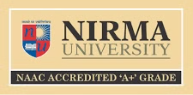 NIRMA
UNIVERSITY
NAAC ACCREDITED 'A+' GRADE